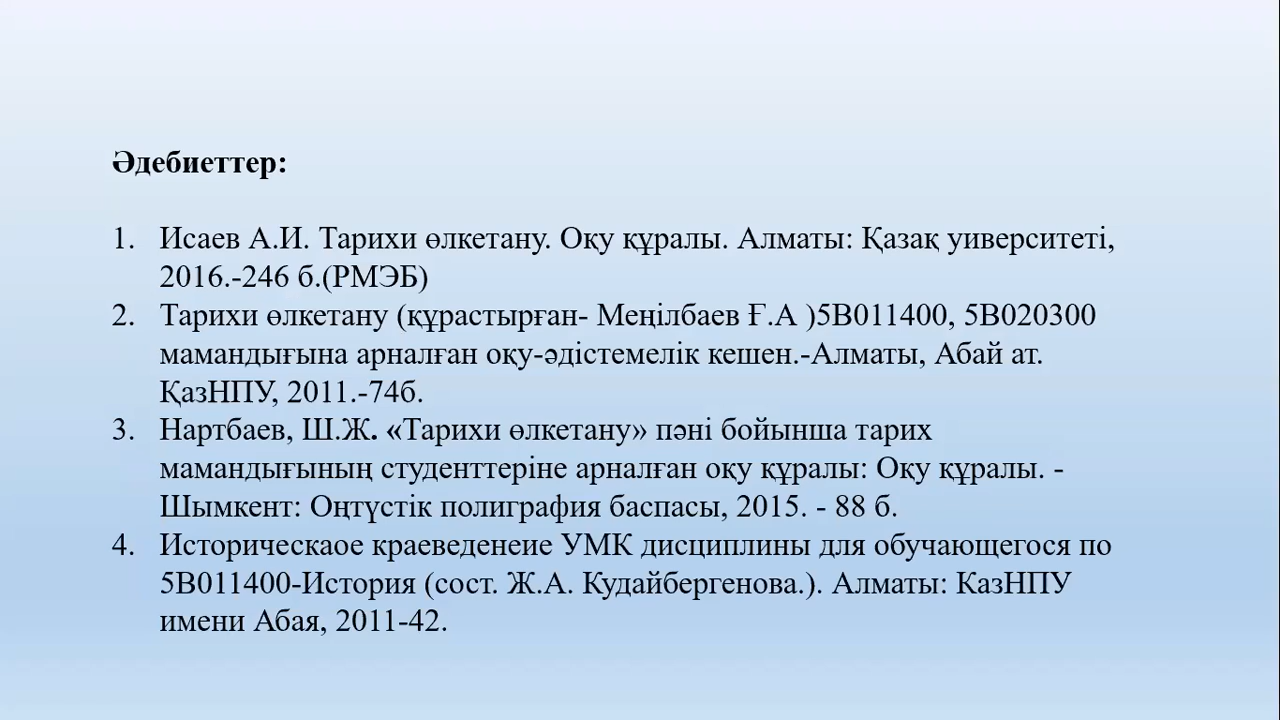 Әдебиеттер:
1. Исаев А.И. Тарихи өлкетану. Оқу құралы. Алматы: Қазақ уиверситеті,
2016.-246 б.(РМЭБ)
2. Тарихи өлкетану (құрастырған- Меңілбаев Ғ.А )5В011400, 5В020300
мамандығына арналған оқу-әдістемелік кешен.-Алматы, Абай ат.
ҚазНПУ, 2011.-74б.
3. Нартбаев, Ш.Ж. «Тарихи өлкетану» пәні бойынша тарих
мамандығының студенттеріне арналған оқу құралы: Оқу құралы. -
Шымкент: Оңтүстік полиграфия баспасы, 2015. - 88 б.
4. Историческаое краеведенеие УМК дисциплины для обучающегося по
5В011400-История (сост. Ж.А. Кудайбергенова.). Алматы: КазНПУ
имени Абая, 2011-42.